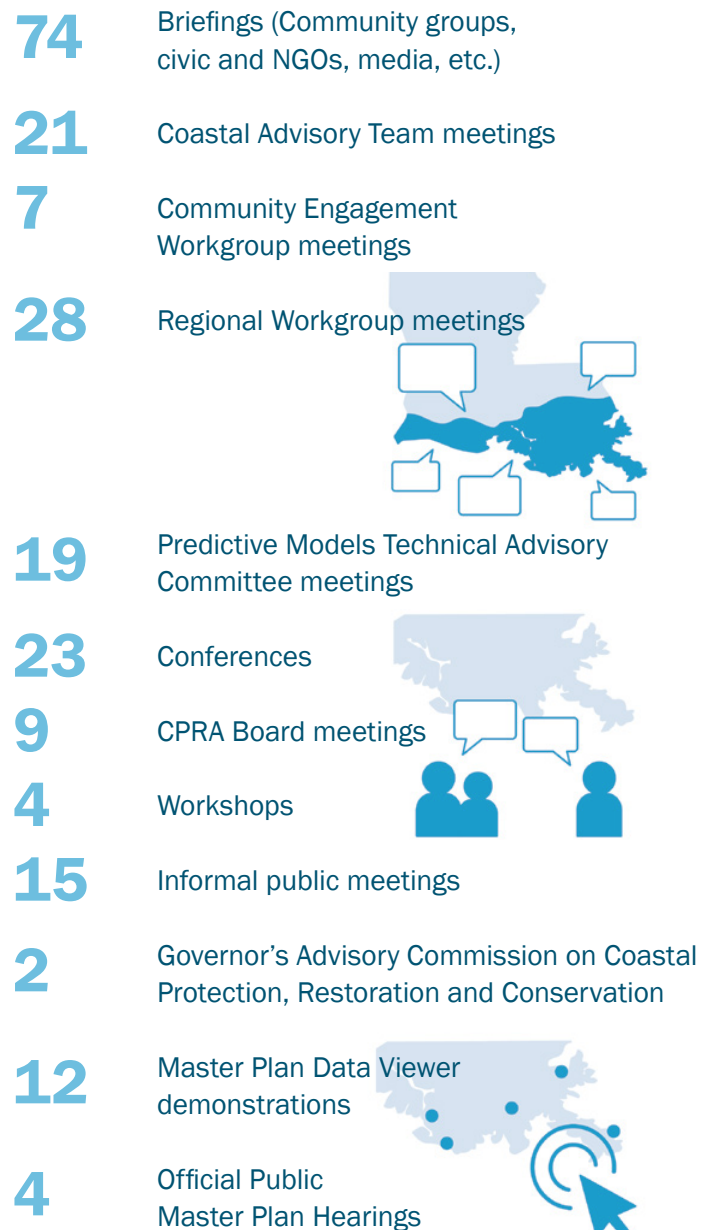 74
Briefings (Community groups,
civic and NGOs, media, etc.)
21
Coastal Advisory Team meetings
7
Community Engagement
Workgroup meetings
28
Regional Workgroup meetings
19
Predictive Models Technical Advisory
Committee meetings
23
Conferences
9
CPRA Board meetings
4
Workshops
15
Informal public meetings
2
Governor’s Advisory Commission on Coastal
Protection, Restoration and Conservation
12
Master Plan Data Viewer
demonstrations
4
Official Public
Master Plan Hearings